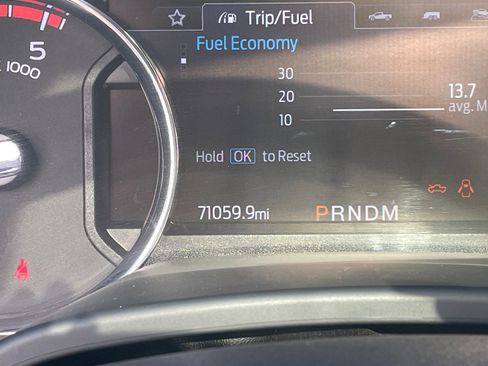 Trip/Fuel
5
x 1000
Fuel Economy
30
20
10
13.7
avg. M
Hold OK to Reset
71059.9mi
PRNDM